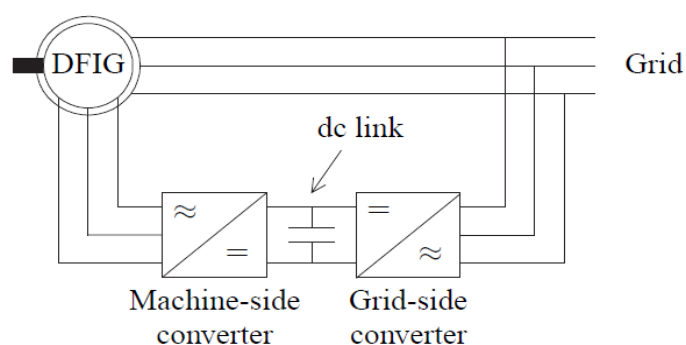 DFIG
Grid
dc link
≈
=
=
≈
Machine-side
converter
Grid-side
converter